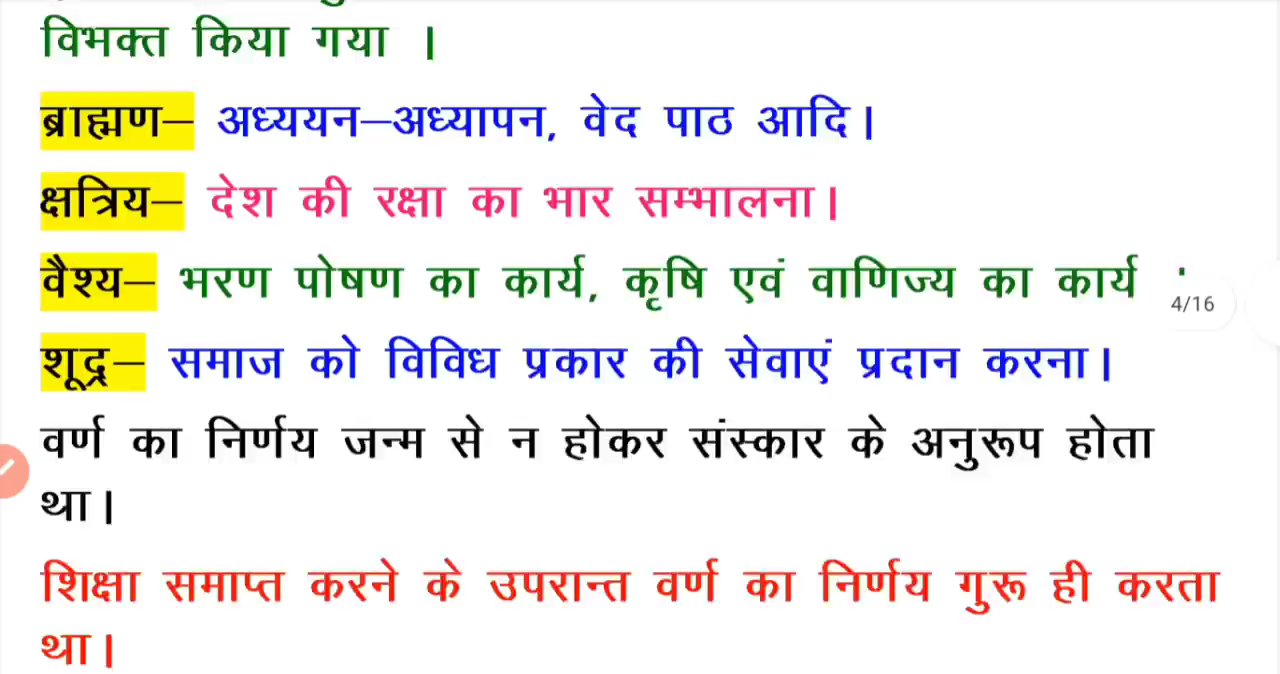 विभक्त किया गया ।
ब्राह्मण– अध्ययन–अध्यापन, वेद पाठ आदि।
क्षत्रिय– देश की रक्षा का भार सम्भालना।
वैश्य– भरण पोषण का कार्य, कृषि एवं वाणिज्य का कार्य
4/16
शूद्र– समाज को विविध प्रकार की सेवाएं प्रदान करना।
वर्ण का निर्णय जन्म से न होकर संस्कार के अनुरूप होता
था।
शिक्षा समाप्त करने के उपरान्त वर्ण का निर्णय गुरू ही करता
था।